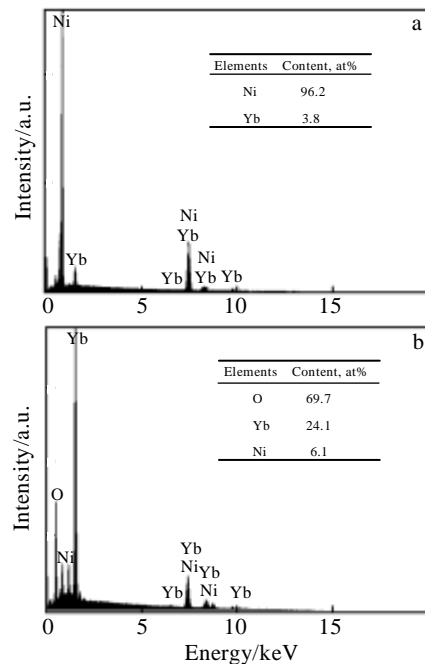 Ni
a
Elements Content, at%
Ni 96.2
Yb 3.8
Intensity/a.u.
Ni
Yb
Ni
Yb
Yb
Yb
Yb
0
5
10
15
Yb
b
Elements Content, at%
O 69.7
Yb 24.1
Ni 6.1
Intensity/a.u.
O
Ni
Yb
Ni
Yb
Ni
Yb
Yb
0
5
10
15
Energy/keV